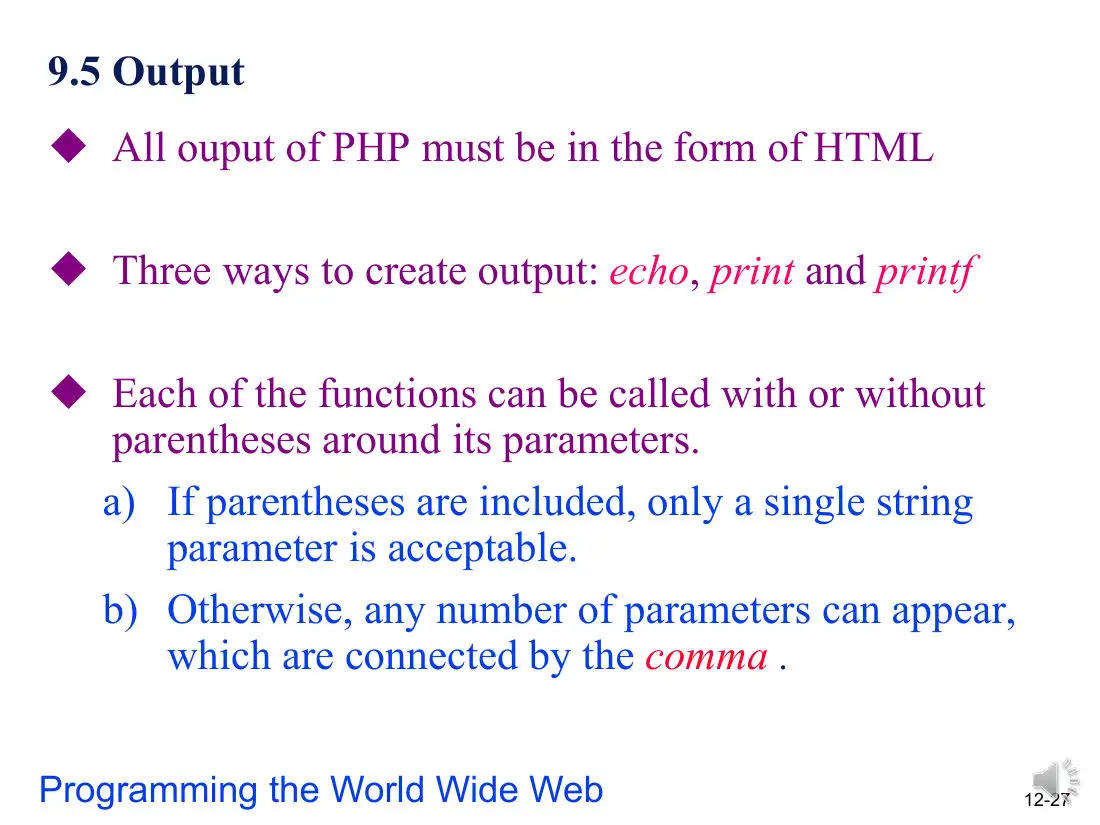 9.5 Output
◆ All ouput of PHP must be in the form of HTML
◆ Three ways to create output: echo, print and printf
◆ Each of the functions can be called with or without
parentheses around its parameters.
a) If parentheses are included, only a single string
parameter is acceptable.
b) Otherwise, any number of parameters can appear,
which are connected by the comma .
Programming the World Wide Web
12-27